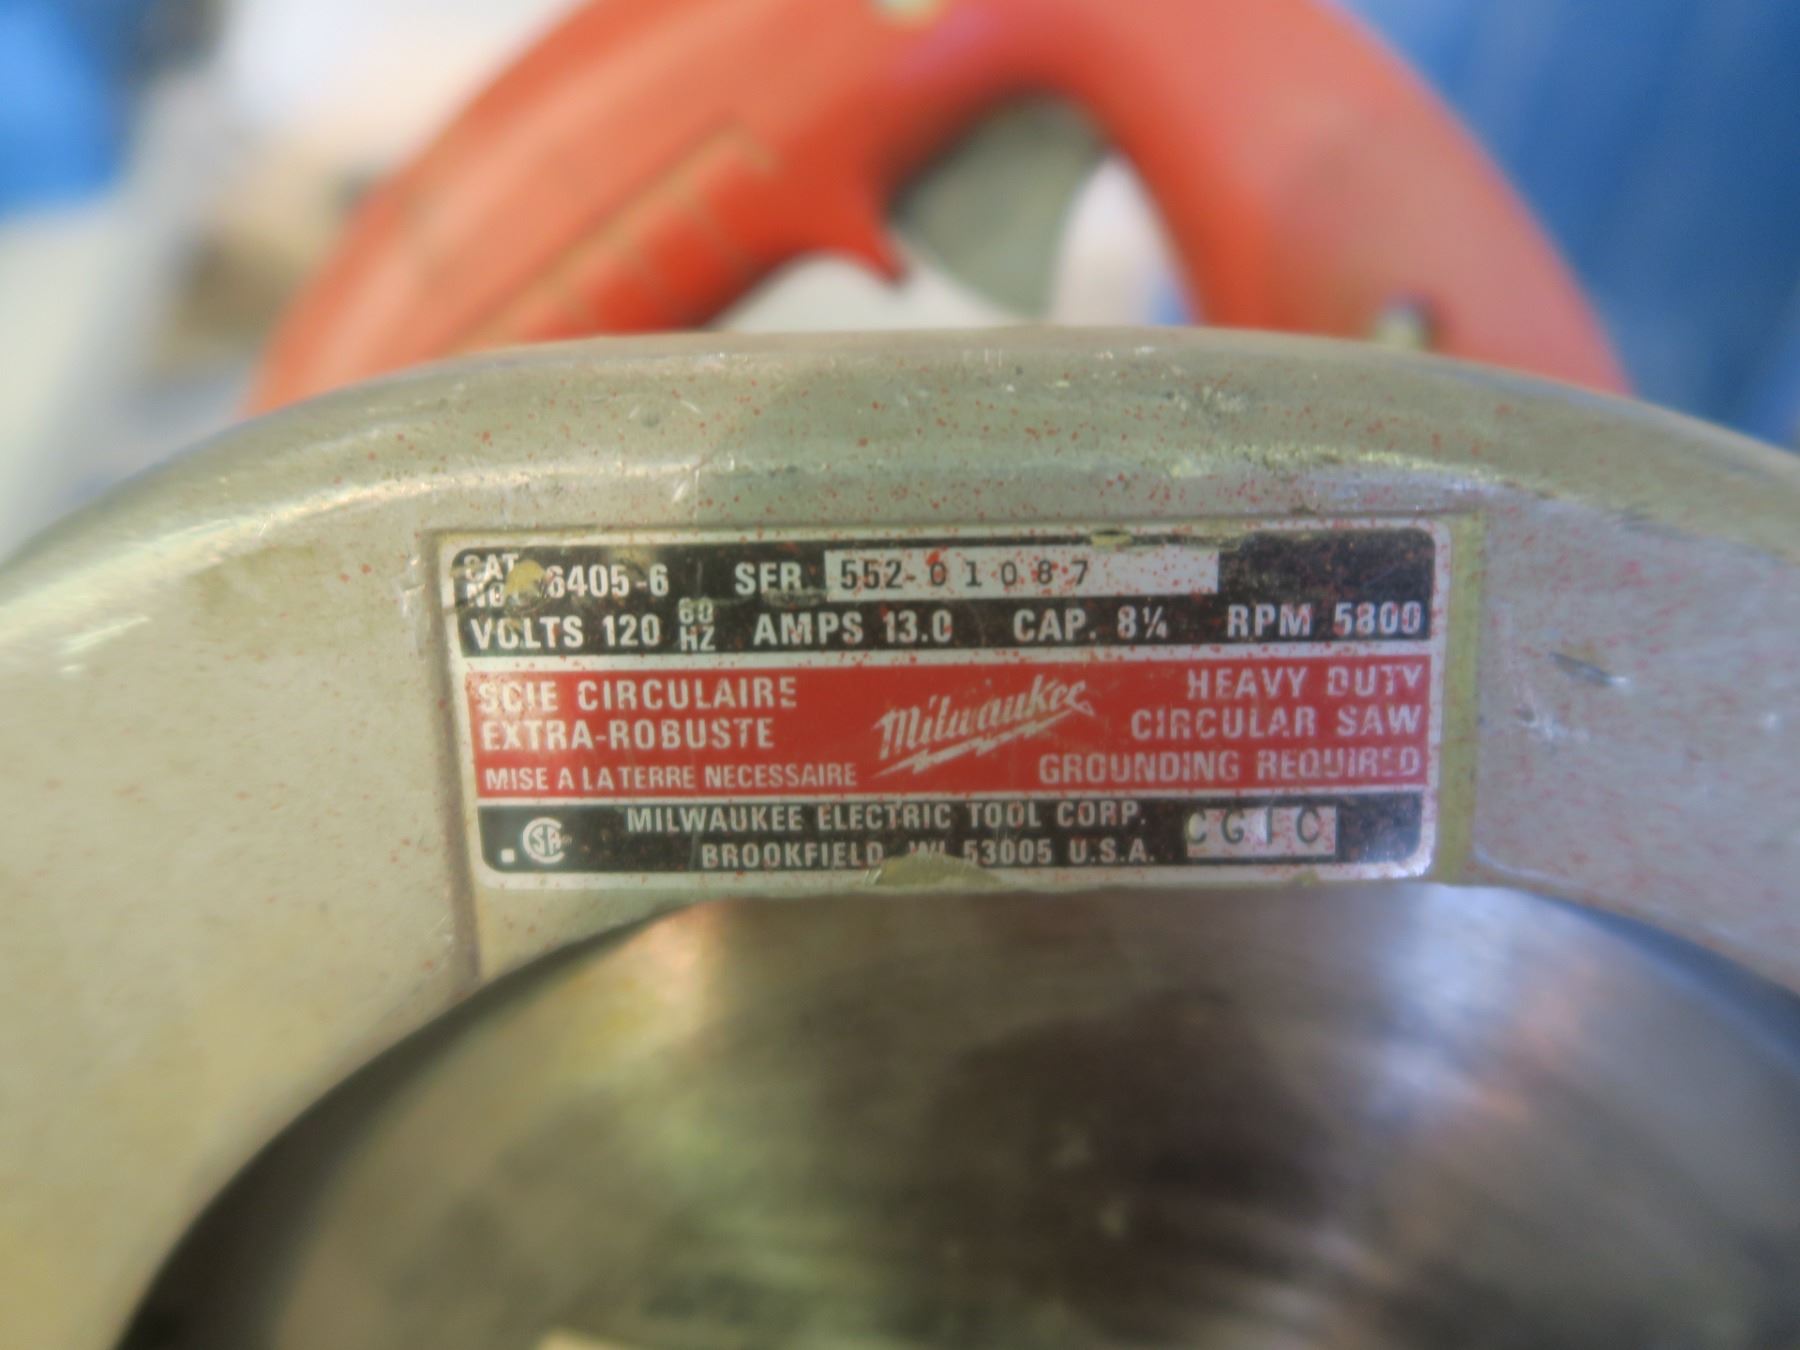 CAT. NO. 6405-6 SER. 552-01087
VOLTS 120 60 HZ AMPS 13.0 CAP. 8¼ RPM 5800
SCIE CIRCULAIRE
EXTRA-ROBUSTE
MISE A LA TERRE NECESSAIRE
Milwaukee
HEAVY DUTY
CIRCULAR SAW
GROUNDING REQUIRED
MILWAUKEE ELECTRIC TOOL CORP.
BROOKFIELD, WI 53005 U.S.A.